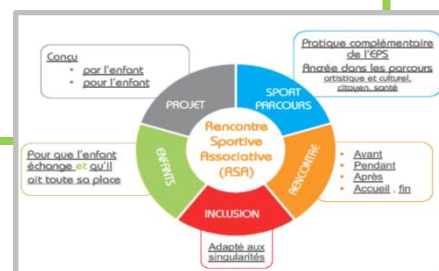 Conçu
• par l'enfant
• pour l'enfant
Pratique complémentaire
de l'EPS
Ancrée dans les parcours
artistique et culturel,
citoyen, santé
PROJET
SPORT
PARCOURS
Rencontre
Sportive
Associative
(RSA)
ENFANTS
RENCONTRE
INCLUSION
Pour que l'enfant
échange et qu'il
ait toute sa place
• Avant
• Pendant
• Après
• Accueil, fin
Adapté aux
singularités